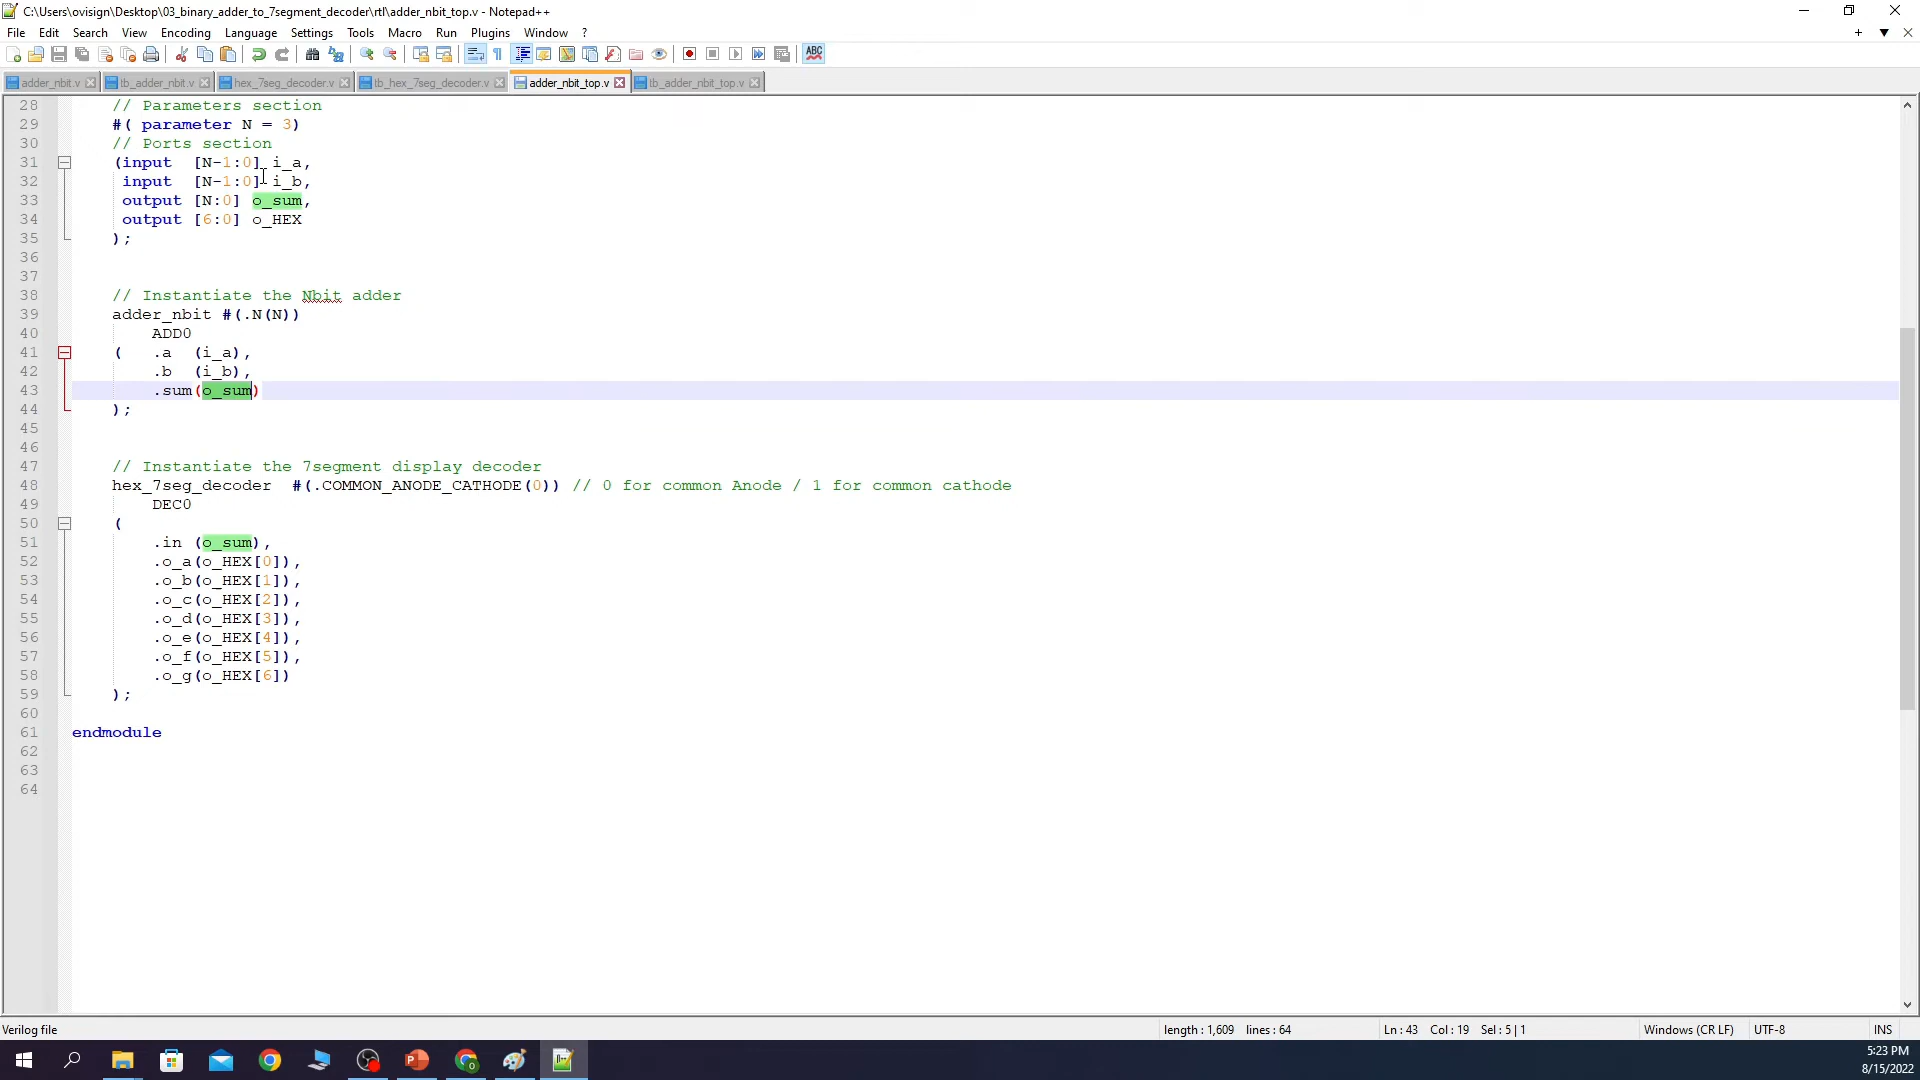 C:\Users\ovisign\Desktop\03_binary_adder_to_7segment_decoder\rtl\adder_nbit_top.v - Notepad++
File Edit Search View Encoding Language Settings Tools Macro Run Plugins Window ?
adder_nbit.v tb_adder_nbit.v hex_7seg_decoder.v tb_hex_7seg_decoder.v adder_nbit_top.v tb_adder_nbit_top.v
28 // Parameters section
29 #( parameter N = 3)
30 // Ports section
31 (input [N-1:0] i_a,
32 input [N-1:0] i_b,
33 output [N:0] o_sum,
34 output [6:0] o_HEX
35 );
36
37
38 // Instantiate the Nbit adder
39 adder_nbit #(.N(N))
40 ADD0
41 ( .a (i_a),
42 .b (i_b),
43 .sum(o_sum)
44 );
45
46
47 // Instantiate the 7segment display decoder
48 hex_7seg_decoder #(.COMMON_ANODE_CATHODE(0)) // 0 for common Anode / 1 for common cathode
49 DEC0
50 (
51 .in (o_sum),
52 .o_a(o_HEX[0]),
53 .o_b(o_HEX[1]),
54 .o_c(o_HEX[2]),
55 .o_d(o_HEX[3]),
56 .o_e(o_HEX[4]),
57 .o_f(o_HEX[5]),
58 .o_g(o_HEX[6])
59 );
60
61 endmodule
62
63
64
Verilog file length : 1,609 lines : 64 Ln : 43 Col : 19 Sel : 5 | 1 Windows (CR LF) UTF-8 INS
5:23 PM
8/15/2022